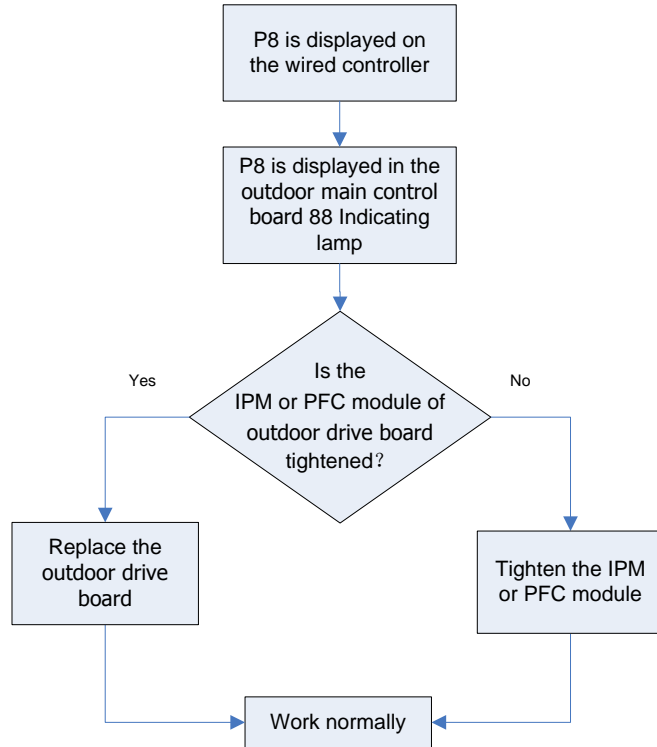 P8 is displayed on
the wired controller
P8 is displayed in the
outdoor main control
board 88 Indicating
lamp
Is the
IPM or PFC module of
outdoor drive board
tightened？
Yes
No
Replace the
outdoor drive
board
Tighten the IPM
or PFC module
Work normally